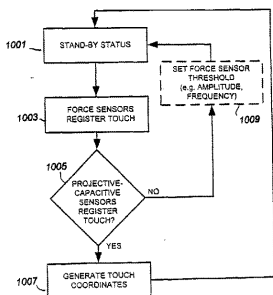 1001
STAND-BY STATUS
SET FORCE SENSOR
THRESHOLD
(e.g. AMPLITUDE,
FREQUENCY)
1009
1003
FORCE SENSORS
REGISTER TOUCH
1005
PROJECTIVE-
CAPACITIVE
SENSORS
REGISTER
TOUCH?
NO
YES
1007
GENERATE TOUCH
COORDINATES